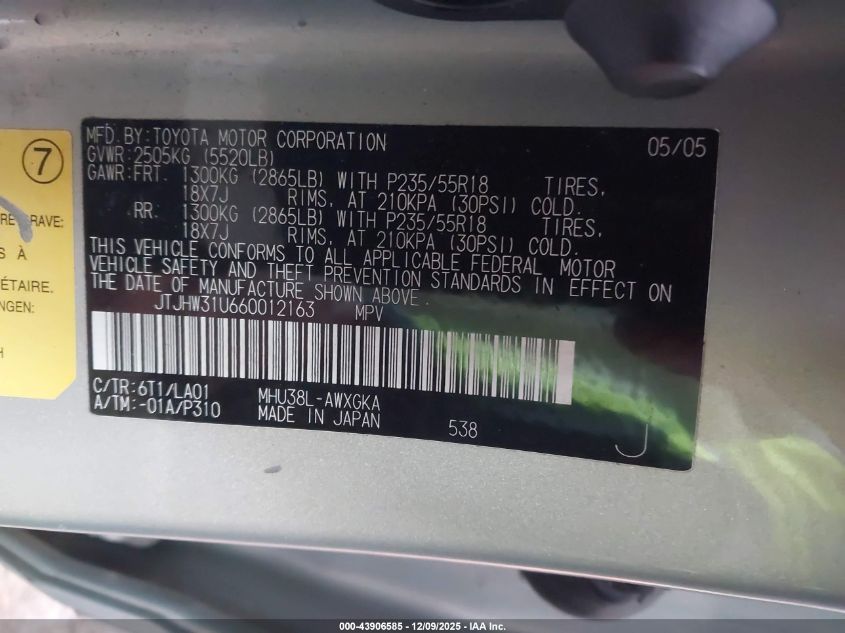 MFD.BY:TOYOTA MOTOR CORPORATION 05/05
GVWR:2505KG (5520LB)
GAWR:FRT. 1300KG (2865LB) WITH P235/55R18 TIRES,
18X7J RIMS, AT 210KPA (30PSI) COLD.
RR. 1300KG (2865LB) WITH P235/55R18 TIRES,
18X7J RIMS, AT 210KPA (30PSI) COLD.
THIS VEHICLE CONFORMS TO ALL APPLICABLE FEDERAL MOTOR
VEHICLE SAFETY AND THEFT PREVENTION STANDARDS IN EFFECT ON
THE DATE OF MANUFACTURE SHOWN ABOVE.
JTJHW31U660012163 MPV
C/TR:6T1/LA01 MHU38L-AWXGKA
A/TM:-01A/P310 MADE IN JAPAN 538
J
7
RAVE:
S À
ÉTAIRE.
NGEN:
H
000-43906585 - 12/09/2025 - IAA Inc.